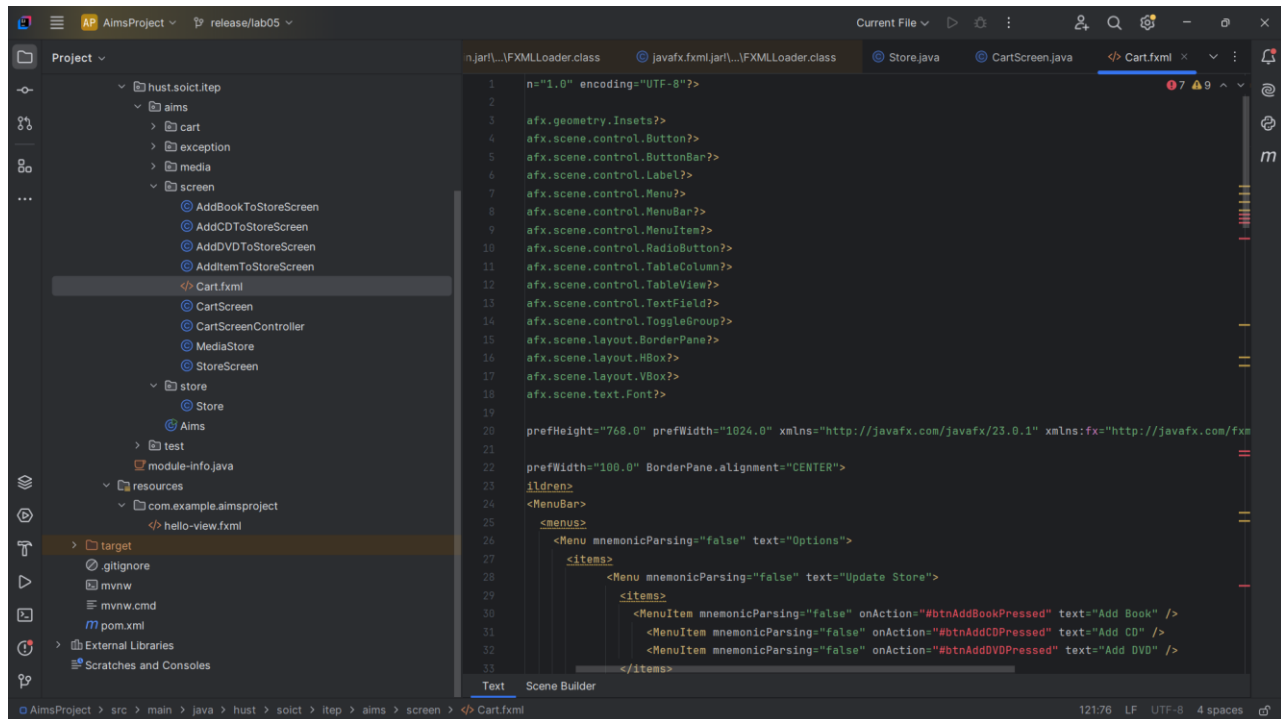 AP AimsProject release/lab05 Current File
Project
n.jar!\...\FXMLLoader.class javafx.fxml.jar!\...\FXMLLoader.class Store.java CartScreen.java Cart.fxml
hust.soict.itep
aims
cart
exception
media
screen
AddBookToStoreScreen
AddCDToStoreScreen
AddDVDToStoreScreen
AddItemToStoreScreen
Cart.fxml
CartScreen
CartScreenController
MediaStore
StoreScreen
store
Store
Aims
test
module-info.java
resources
com.example.aimsproject
hello-view.fxml
target
.gitignore
mvnw
mvnw.cmd
pom.xml
External Libraries
Scratches and Consoles
7 9
1 n="1.0" encoding="UTF-8"?>
2
3 afx.geometry.Insets?>
4 afx.scene.control.Button?>
5 afx.scene.control.ButtonBar?>
6 afx.scene.control.Label?>
7 afx.scene.control.Menu?>
8 afx.scene.control.MenuBar?>
9 afx.scene.control.MenuItem?>
10 afx.scene.control.RadioButton?>
11 afx.scene.control.TableColumn?>
12 afx.scene.control.TableView?>
13 afx.scene.control.TextField?>
14 afx.scene.control.ToggleGroup?>
15 afx.scene.layout.BorderPane?>
16 afx.scene.layout.HBox?>
17 afx.scene.layout.VBox?>
18 afx.scene.text.Font?>
19
20 prefHeight="768.0" prefWidth="1024.0" xmlns="http://javafx.com/javafx/23.0.1" xmlns:fx="http://javafx.com/fxm
21
22 prefWidth="100.0" BorderPane.alignment="CENTER">
23 ildren>
24 <MenuBar>
25 <menus>
26 <Menu mnemonicParsing="false" text="Options">
27 <items>
28 <Menu mnemonicParsing="false" text="Update Store">
29 <items>
30 <MenuItem mnemonicParsing="false" onAction="#btnAddBookPressed" text="Add Book" />
31 <MenuItem mnemonicParsing="false" onAction="#btnAddCDPressed" text="Add CD" />
32 <MenuItem mnemonicParsing="false" onAction="#btnAddDVDPressed" text="Add DVD" />
33 </items>
Text Scene Builder
m
AimsProject > src > main > java > hust > soict > itep > aims > screen > Cart.fxml 121:76 LF UTF-8 4 spaces